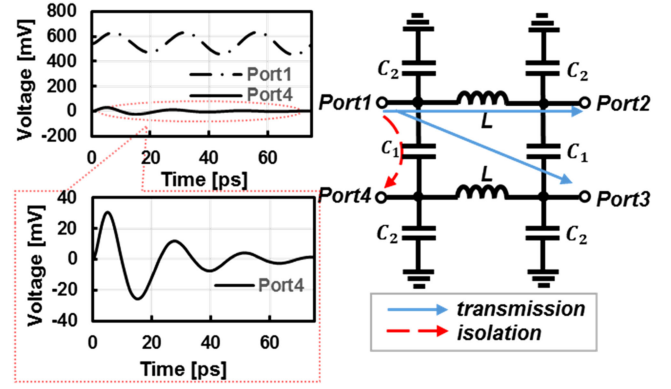 Voltage [mV]
800
600
400
200
0
-200
Port1
Port4
0
20
40
60
Time [ps]
Voltage [mV]
40
20
0
-20
-40
Port4
0
20
40
60
Time [ps]
C₂
C₂
Port1
L
Port2
C₁
C₁
Port4
L
Port3
C₂
C₂
transmission
isolation